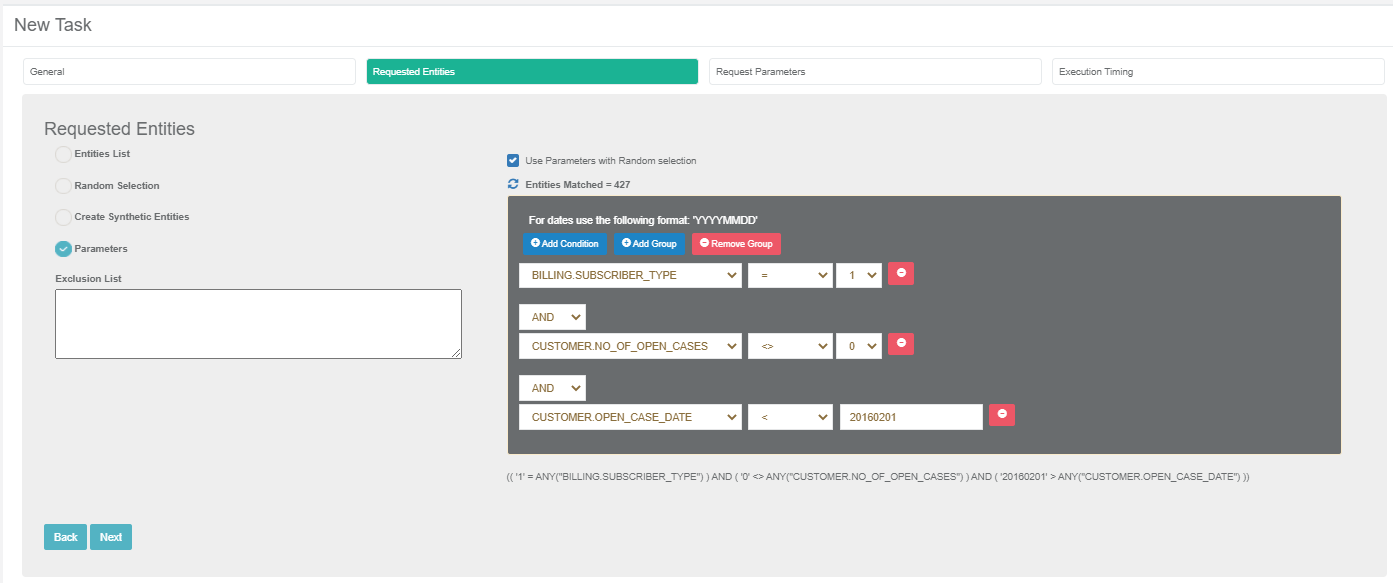 New Task
General
Requested Entities
Request Parameters
Execution Timing
Requested Entities
Entities List
Random Selection
Create Synthetic Entities
Parameters
Exclusion List
Use Parameters with Random selection
Entities Matched = 427
For dates use the following format: 'YYYYMMDD'
Add Condition Add Group Remove Group
BILLING.SUBSCRIBER_TYPE = 1
AND
CUSTOMER.NO_OF_OPEN_CASES <> 0
AND
CUSTOMER.OPEN_CASE_DATE < 20160201
(( '1' = ANY("BILLING.SUBSCRIBER_TYPE") ) AND ( '0' <> ANY("CUSTOMER.NO_OF_OPEN_CASES") ) AND ( '20160201' > ANY("CUSTOMER.OPEN_CASE_DATE") ))
Back Next